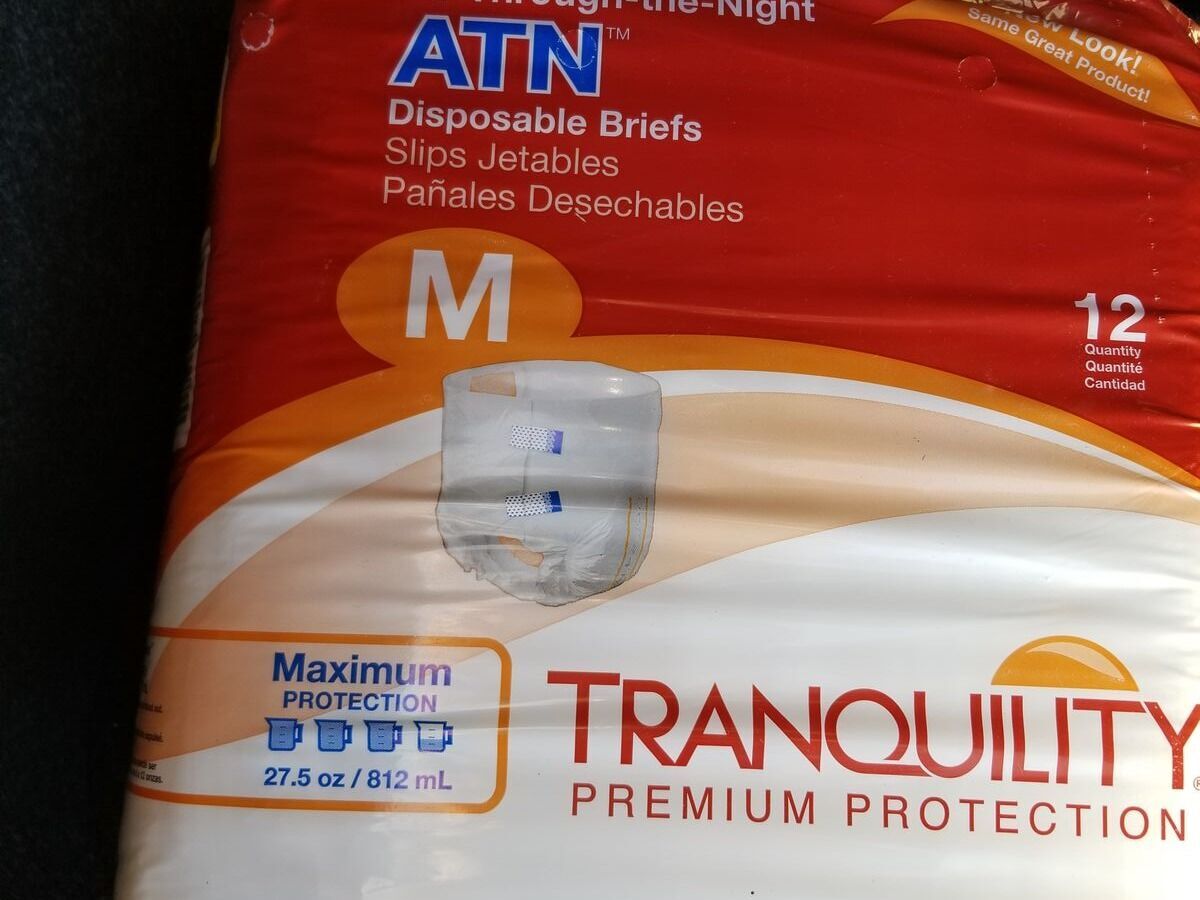 Through-the-Night
ATN™
Disposable Briefs
Slips Jetables
Pañales Desechables
New Look!
Same Great Product!
M
12
Quantity
Quantité
Cantidad
Maximum
PROTECTION
27.5 oz / 812 mL
TRANQUILITY
PREMIUM PROTECTION